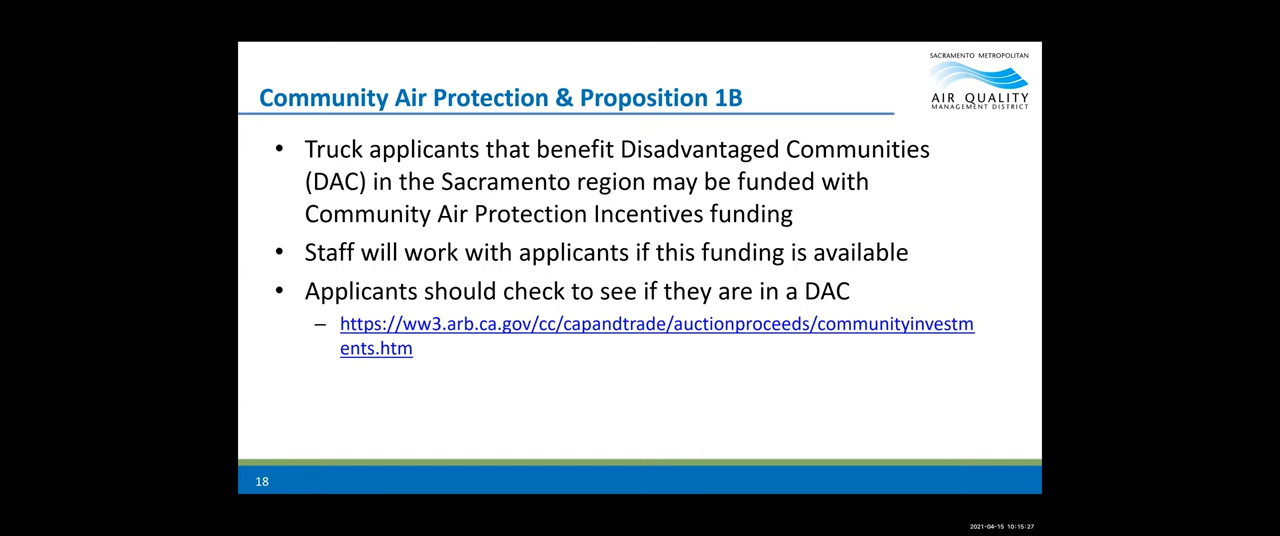 SACRAMENTO METROPOLITAN
AIR QUALITY
MANAGEMENT DISTRICT
Community Air Protection & Proposition 1B
• Truck applicants that benefit Disadvantaged Communities
(DAC) in the Sacramento region may be funded with
Community Air Protection Incentives funding
• Staff will work with applicants if this funding is available
• Applicants should check to see if they are in a DAC
– https://ww3.arb.ca.gov/cc/capandtrade/auctionproceeds/communityinvestm
ents.htm
18
2021-04-15 10:15:27